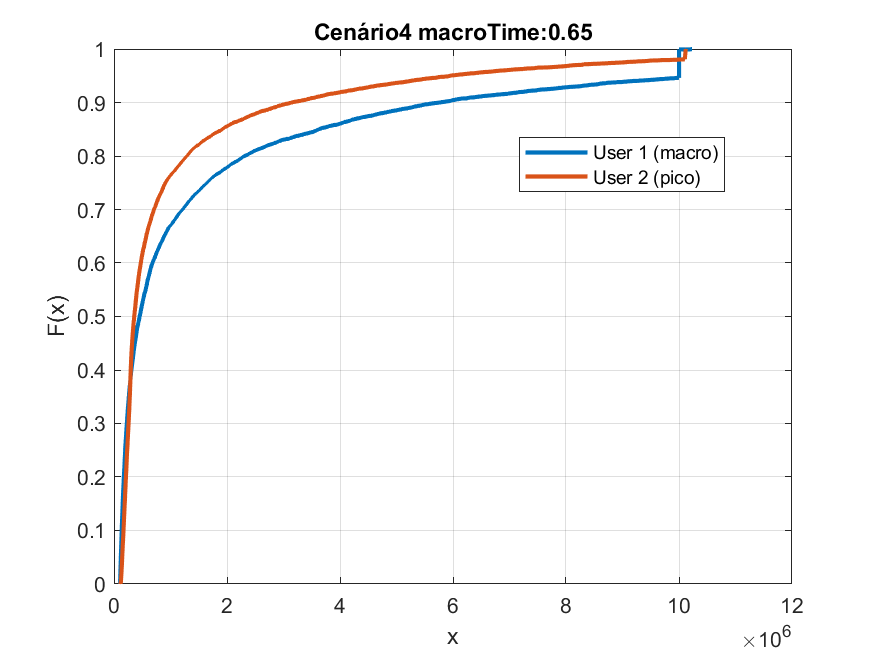 Cenário4 macroTime:0.65
1
0.9
0.8
0.7
0.6
0.5
0.4
0.3
0.2
0.1
0
F(x)
User 1 (macro)
User 2 (pico)
0 2 4 6 8 10 12
x
×10^6